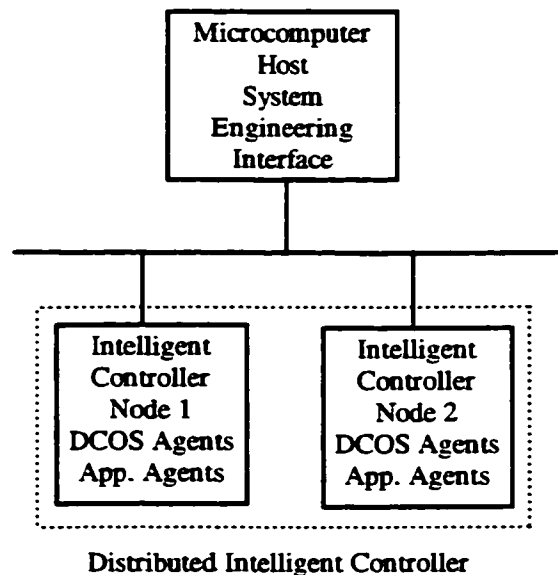 Microcomputer
Host
System
Engineering
Interface
Intelligent
Controller
Node 1
DCOS Agents
App. Agents
Intelligent
Controller
Node 2
DCOS Agents
App. Agents
Distributed Intelligent Controller